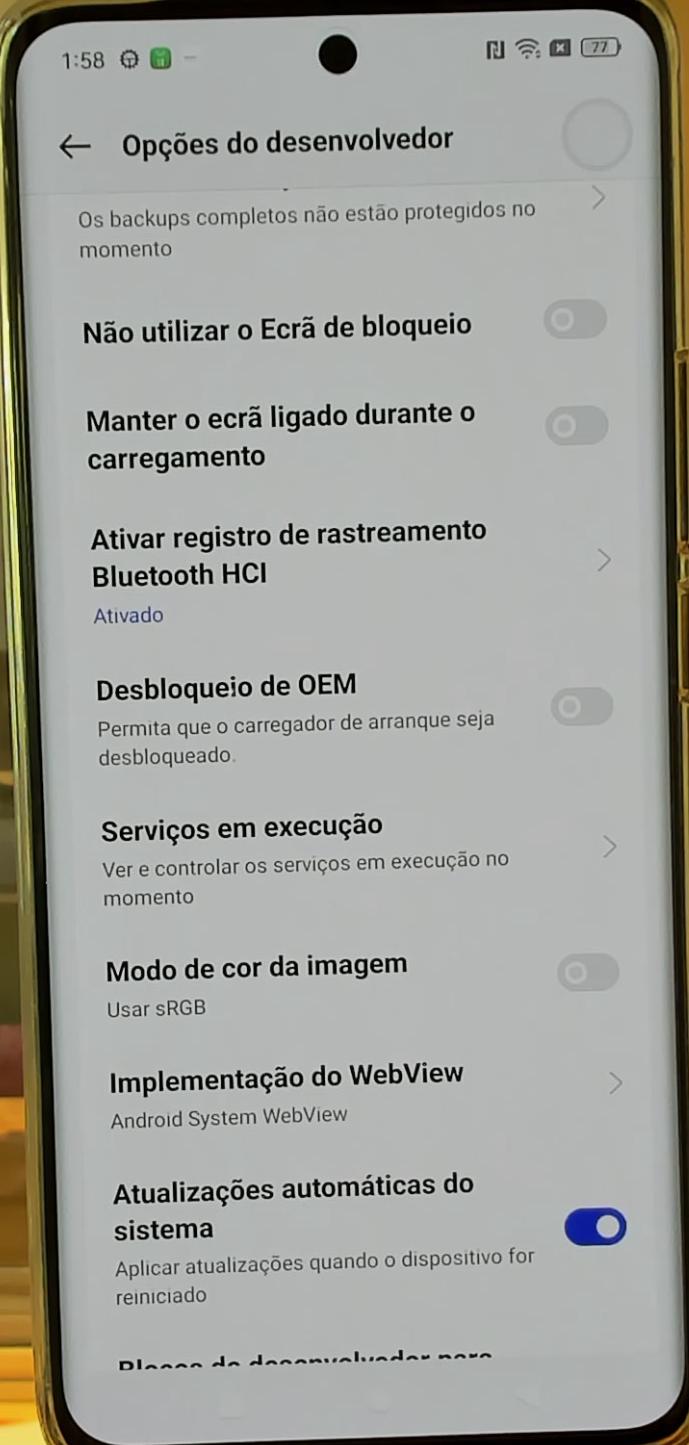 1:58
77
Opções do desenvolvedor
Os backups completos não estão protegidos no
momento
Não utilizar o Ecrã de bloqueio
Manter o ecrã ligado durante o
carregamento
Ativar registro de rastreamento
Bluetooth HCI
Ativado
Desbloqueio de OEM
Permita que o carregador de arranque seja
desbloqueado.
Serviços em execução
Ver e controlar os serviços em execução no
momento
Modo de cor da imagem
Usar sRGB
Implementação do WebView
Android System WebView
Atualizações automáticas do
sistema
Aplicar atualizações quando o dispositivo for
reiniciado